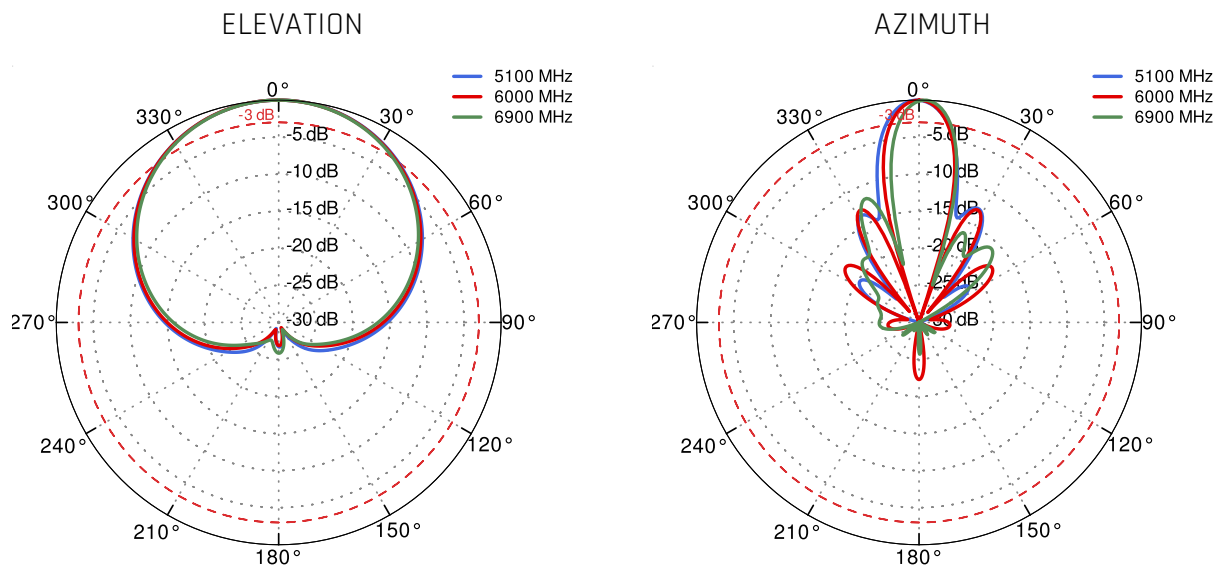 ELEVATION
5100 MHz
6000 MHz
6900 MHz
0°
-3 dB
330°
30°
-5 dB
-10 dB
300°
60°
-15 dB
-20 dB
-25 dB
-30 dB
270°
90°
240°
120°
210°
150°
180°
AZIMUTH
5100 MHz
6000 MHz
6900 MHz
0°
-3 dB
330°
30°
-5 dB
-10 dB
300°
60°
-15 dB
-20 dB
-25 dB
-30 dB
270°
90°
240°
120°
210°
150°
180°